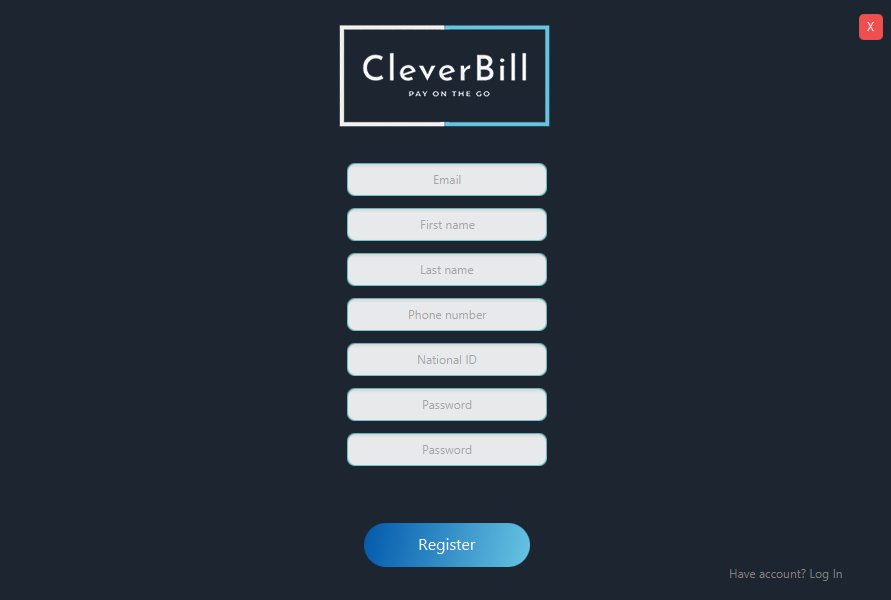 X
CleverBill
PAY ON THE GO
Email
First name
Last name
Phone number
National ID
Password
Password
Register
Have account? Log In